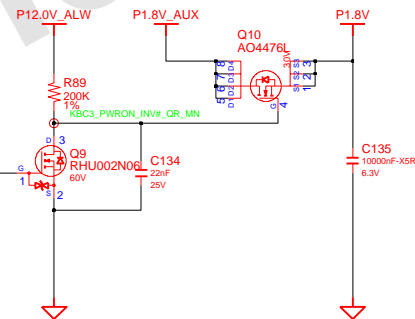 P12.0V_ALW
P1.8V_AUX
P1.8V
Q10
AO4476L
3.0W
8 D4
7 D3
6 D2
5 D1
S3 3
S2 2
S1 1
G
4
R89
200K
1%
KBC3_PWRON_INV#_QR_MN
D 3
Q9
RHU002N06
60V
G
1
S
2
C134
22nF
25V
C135
10000nF-X5R
6.3V